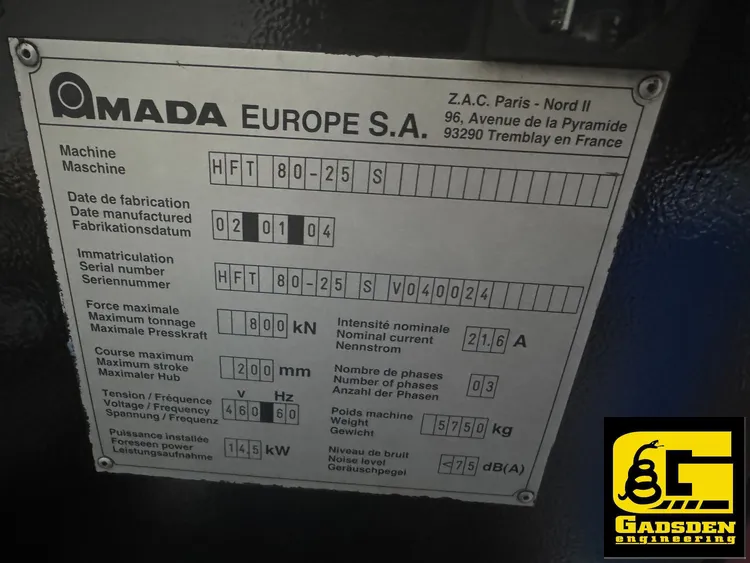 AMADA EUROPE S.A.
Z.A.C. Paris - Nord II
96, Avenue de la Pyramide
93290 Tremblay en France
Machine
Maschine
HFT 80-25 S
Date de fabrication
Date manufactured
Fabrikationsdatum
02 01 04
Immatriculation
Serial number
Seriennummer
HFT 80-25 S V040024
Force maximale
Maximum tonnage
Maximale Presskraft
800 kN
Intensité nominale
Nominal current
Nennstrom
21.6 A
Course maximum
Maximum stroke
Maximaler Hub
200 mm
Nombre de phases
Number of phases
Anzahl der Phasen
03
Tension / Fréquence
Voltage / Frequency
Spannung / Frequenz
V Hz
460 60
Poids machine
Weight
Gewicht
5750 kg
Puissance installée
Foreseen power
Leistungsaufnahme
14.5 kW
Niveau de bruit
Noise level
Geräuschpegel
<75 dB(A)
GADSDEN
engineering